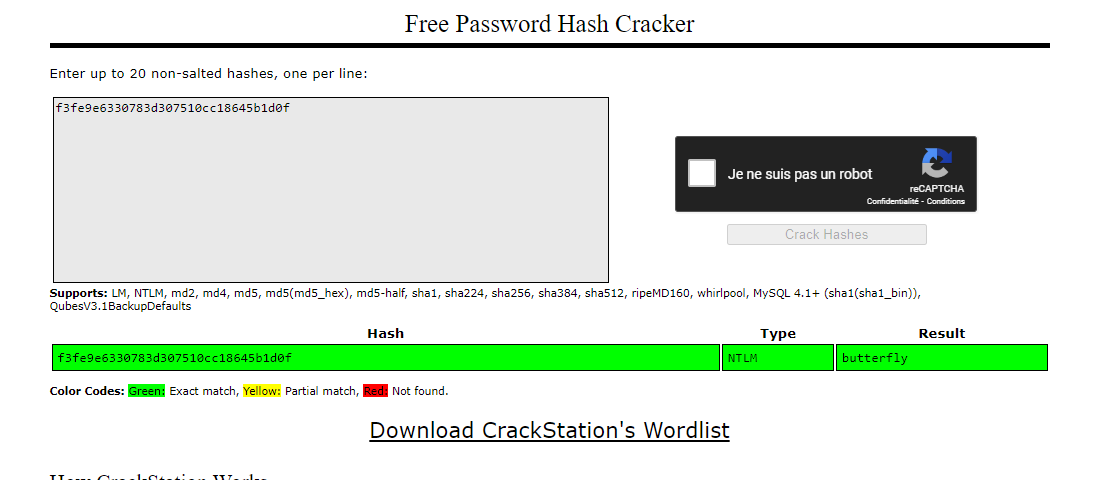 Free Password Hash Cracker
Enter up to 20 non-salted hashes, one per line:
f3fe9e6330783d307510cc18645b1d0f
Je ne suis pas un robot
reCAPTCHA
Confidentialité - Conditions
Crack Hashes
Supports: LM, NTLM, md2, md4, md5, md5(md5_hex), md5-half, sha1, sha224, sha256, sha384, sha512, ripeMD160, whirlpool, MySQL 4.1+ (sha1(sha1_bin)),
QubesV3.1BackupDefaults
Hash Type Result
f3fe9e6330783d307510cc18645b1d0f NTLM butterfly
Color Codes: Green: Exact match, Yellow: Partial match, Red: Not found.
Download CrackStation's Wordlist
How CrackStation Works